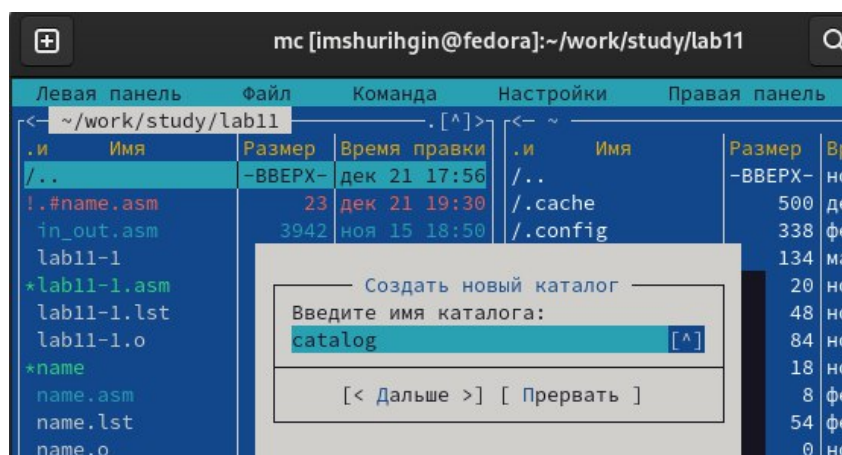 mc [imshurihgin@fedora]:~/work/study/lab11
Левая панель Файл Команда Настройки Правая панель
<— ~/work/study/lab11 .[^]> <— ~
.и Имя Размер Время правки .и Имя Размер
/.. -ВВЕРХ- дек 21 17:56 /.. -ВВЕРХ-
!.#name.asm 23 дек 21 19:30 /.cache 500
in_out.asm 3942 ноя 15 18:50 /.config 338
lab11-1 134
*lab11-1.asm Создать новый каталог 20
lab11-1.lst Введите имя каталога: 48
lab11-1.o catalog [^] 84
*name 18
name.asm [< Дальше >] [ Прервать ] 8
name.lst 54
name.o 0